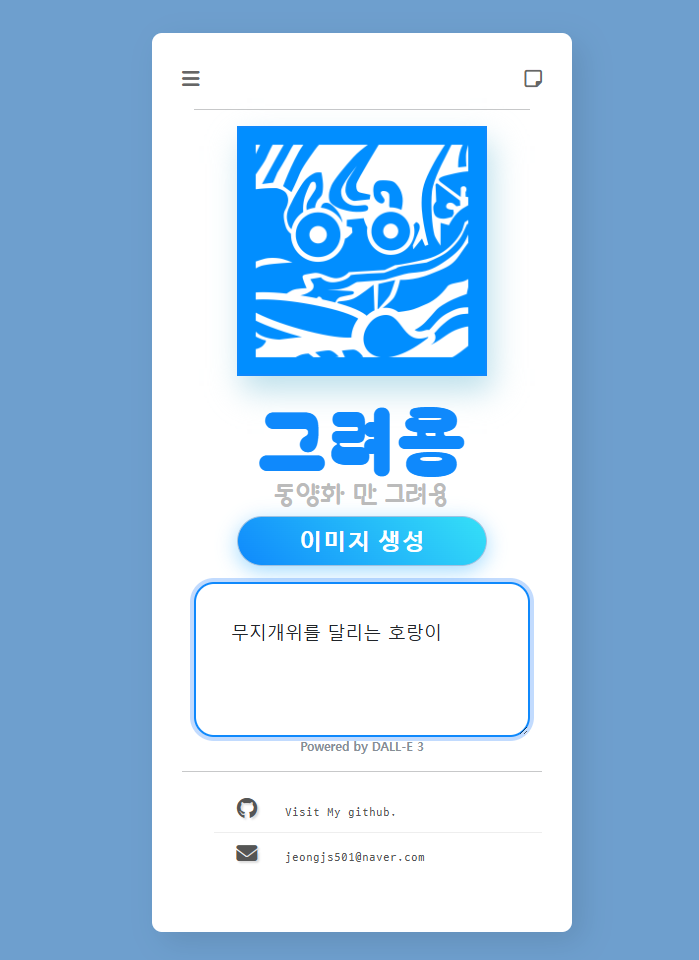 그려용
동양화 만 그려용
이미지 생성
무지개위를 달리는 호랑이
Powered by DALL-E 3
Visit My github.
jeongjs501@naver.com